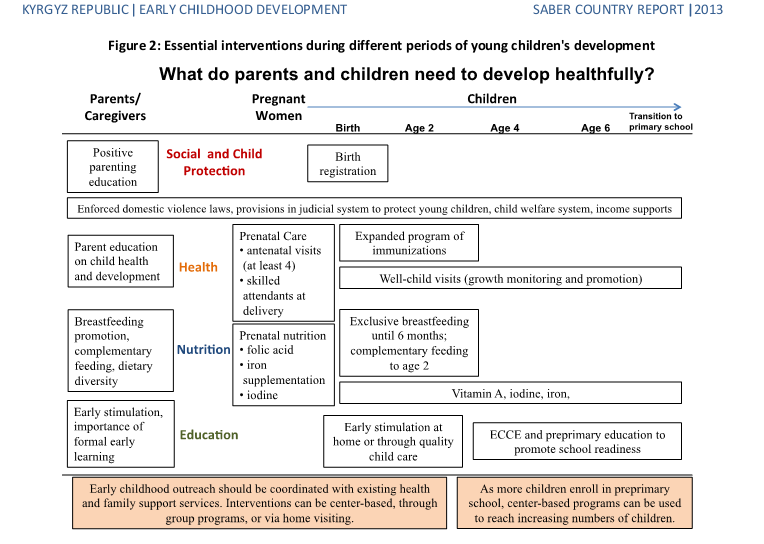 KYRGYZ REPUBLIC | EARLY CHILDHOOD DEVELOPMENT
SABER COUNTRY REPORT |2013
Figure 2: Essential interventions during different periods of young children's development
What do parents and children need to develop healthfully?
Parents/
Caregivers
Pregnant
Women
Children
Birth
Age 2
Age 4
Age 6
Transition to
primary school
Positive
parenting
education
Social and Child
Protection
Birth
registration
Enforced domestic violence laws, provisions in judicial system to protect young children, child welfare system, income supports
Parent education
on child health
and development
Health
Prenatal Care
• antenatal visits
(at least 4)
• skilled
attendants at
delivery
Expanded program of
immunizations
Well-child visits (growth monitoring and promotion)
Breastfeeding
promotion,
complementary
feeding, dietary
diversity
Nutrition
Prenatal nutrition
• folic acid
• iron
supplementation
• iodine
Exclusive breastfeeding
until 6 months;
complementary feeding
to age 2
Vitamin A, iodine, iron,
Early stimulation,
importance of
formal early
learning
Education
Early stimulation at
home or through quality
child care
ECCE and preprimary education to
promote school readiness
Early childhood outreach should be coordinated with existing health
and family support services. Interventions can be center-based, through
group programs, or via home visiting.
As more children enroll in preprimary
school, center-based programs can be used
to reach increasing numbers of children.